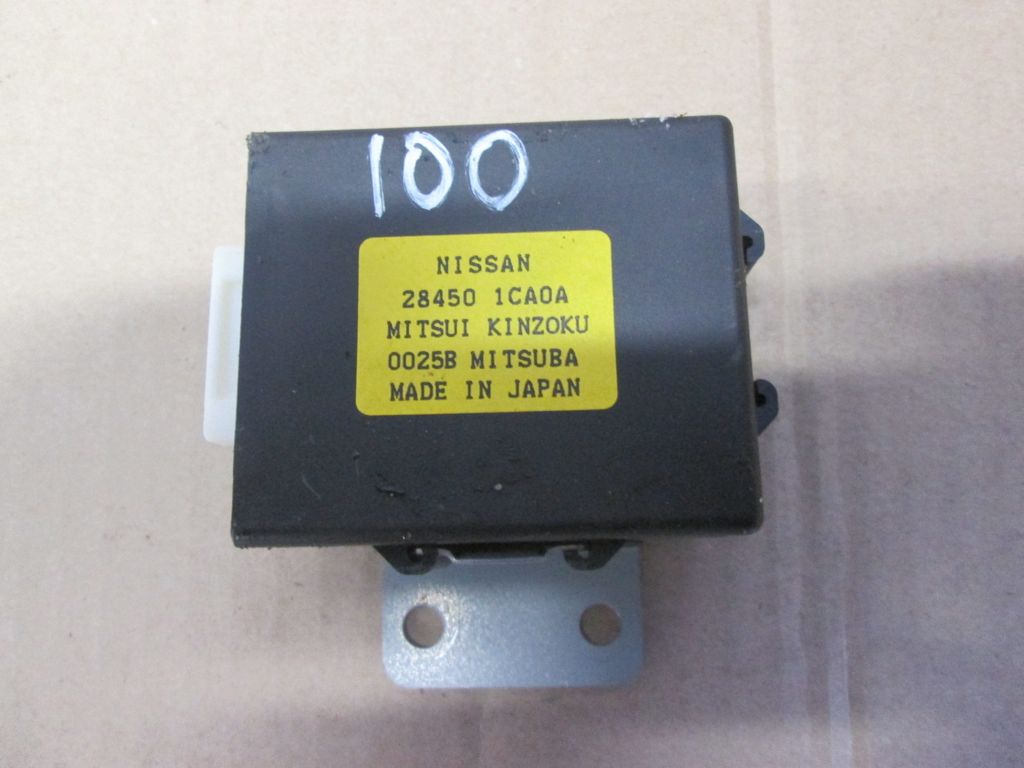 100
NISSAN
28450 1CA0A
MITSUI KINZOKU
0025B MITSUBA
MADE IN JAPAN